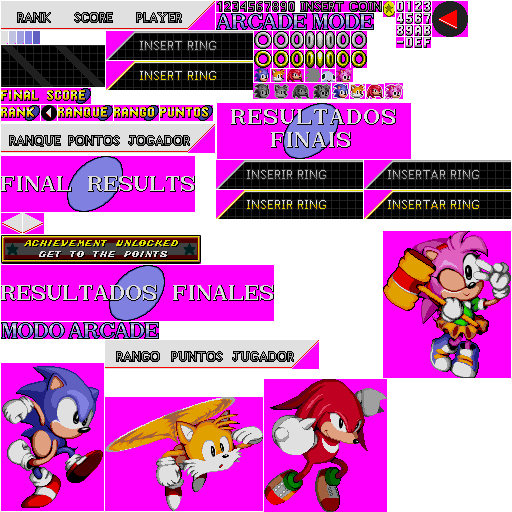 RANK SCORE PLAYER
1234567890 INSERT COIN
ARCADE MODE
0123
4567
89AB
-DEF
INSERT RING
INSERT RING
FINAL SCORE
RANK RANQUE RANGO PUNTOS
RANQUE PONTOS JOGADOR
RESULTADOS
FINAIS
FINAL RESULTS
INSERIR RING
INSERTAR RING
INSERIR RING
INSERTAR RING
ACHIEVEMENT UNLOCKED
GET TO THE POINTS
RESULTADOS FINALES
MODO ARCADE
RANGO PUNTOS JUGADOR